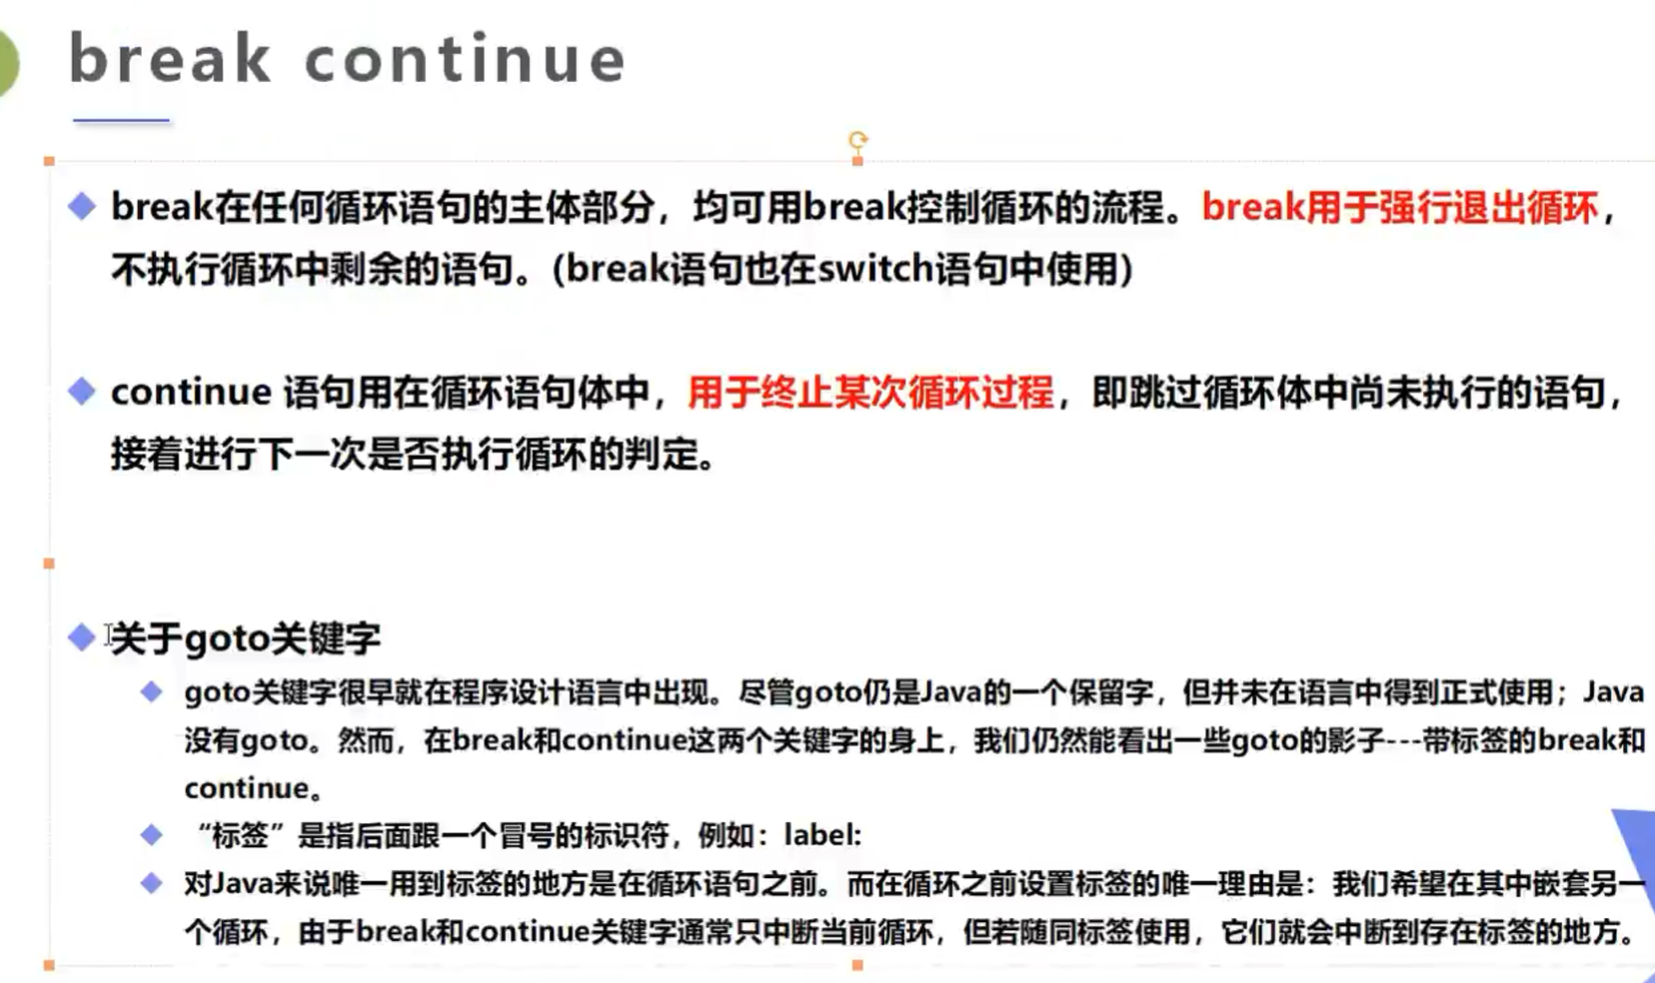 break continue
break在任何循环语句的主体部分，均可用break控制循环的流程。break用于强行退出循环，
不执行循环中剩余的语句。(break语句也在switch语句中使用)
continue 语句用在循环语句体中，用于终止某次循环过程，即跳过循环体中尚未执行的语句，
接着进行下一次是否执行循环的判定。
关于goto关键字
goto关键字很早就在程序设计语言中出现。尽管goto仍是Java的一个保留字，但并未在语言中得到正式使用；Java
没有goto。然而，在break和continue这两个关键字的身上，我们仍然能看出一些goto的影子---带标签的break和
continue。
“标签”是指后面跟一个冒号的标识符，例如：label:
对Java来说唯一用到标签的地方是在循环语句之前。而在循环之前设置标签的唯一理由是：我们希望在其中嵌套另一
个循环，由于break和continue关键字通常只中断当前循环，但若随同标签使用，它们就会中断到存在标签的地方。